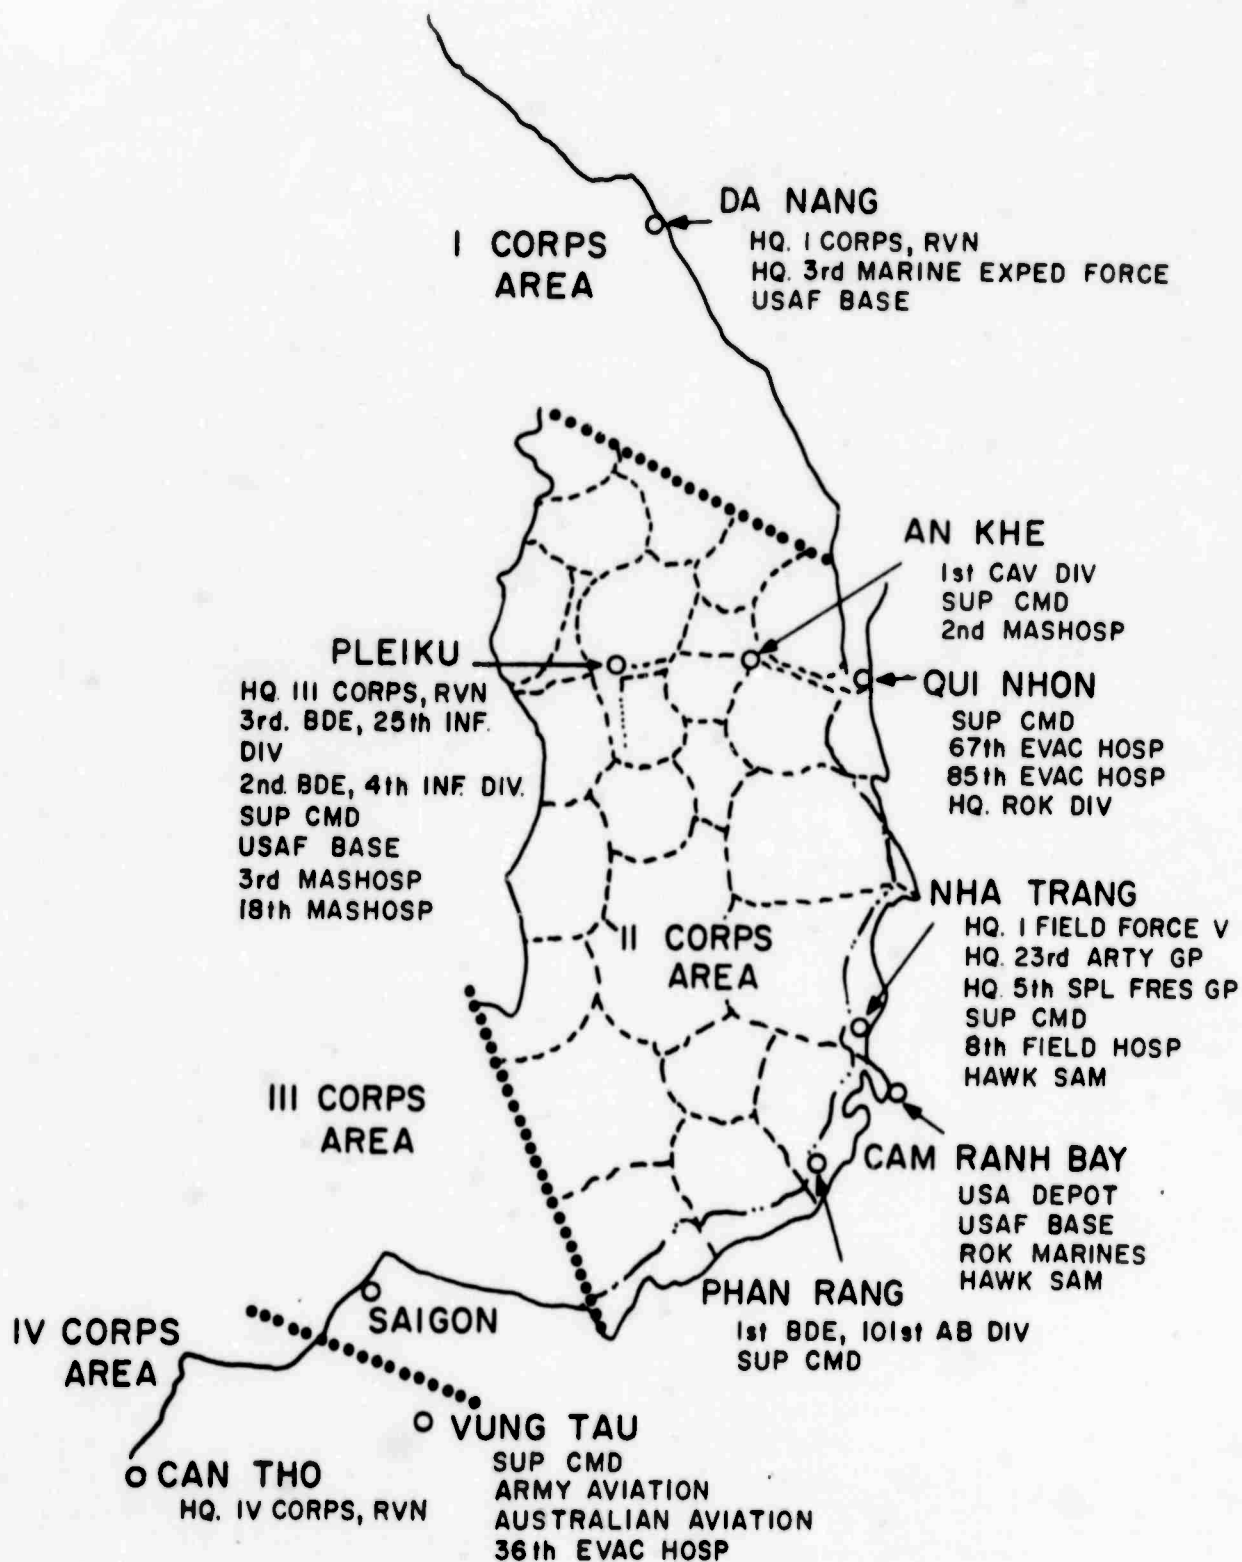 DA NANG
HQ. I CORPS, RVN
HQ. 3rd MARINE EXPED FORCE
USAF BASE
I CORPS
AREA
AN KHE
1st CAV DIV
SUP CMD
2nd MASHOSP
PLEIKU
HQ. III CORPS, RVN
3rd. BDE, 25th INF.
DIV
2nd. BDE, 4th INF. DIV.
SUP CMD
USAF BASE
3rd MASHOSP
18th MASHOSP
QUI NHON
SUP CMD
67th EVAC HOSP
85th EVAC HOSP
HQ. ROK DIV
II CORPS
AREA
NHA TRANG
HQ. I FIELD FORCE V
HQ. 23rd ARTY GP
HQ. 5th SPL FRES GP
SUP CMD
8th FIELD HOSP
HAWK SAM
III CORPS
AREA
CAM RANH BAY
USA DEPOT
USAF BASE
ROK MARINES
HAWK SAM
PHAN RANG
1st BDE, 101st AB DIV
SUP CMD
SAIGON
IV CORPS
AREA
VUNG TAU
SUP CMD
ARMY AVIATION
AUSTRALIAN AVIATION
36th EVAC HOSP
CAN THO
HQ. IV CORPS, RVN